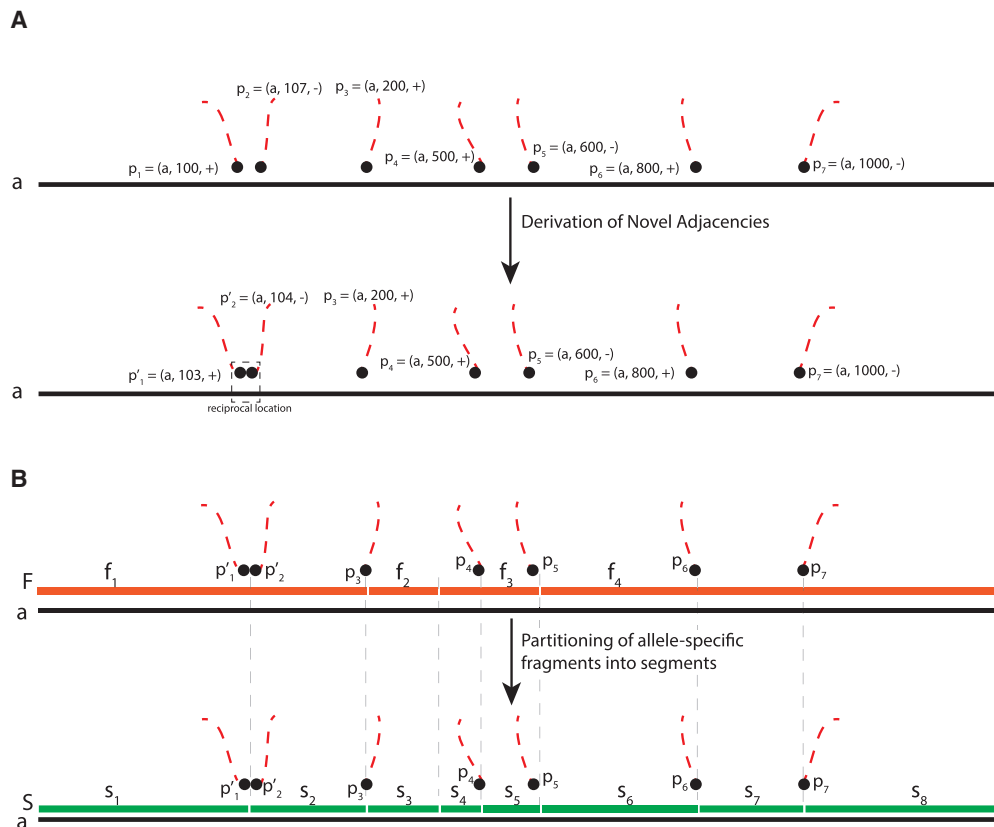 A
p₂ = (a, 107, -) p₃ = (a, 200, +)
p₁ = (a, 100, +) p₄ = (a, 500, +) p₅ = (a, 600, -) p₆ = (a, 800, +) p₇ = (a, 1000, -)
a
Derivation of Novel Adjacencies
p'₂ = (a, 104, -) p₃ = (a, 200, +)
p'₁ = (a, 103, +) p₄ = (a, 500, +) p₅ = (a, 600, -) p₆ = (a, 800, +) p₇ = (a, 1000, -)
a
reciprocal location
B
f₁ p'₁ p'₂ p₃ f₂ p₄ f₃ p₅ f₄ p₆ p₇
F
a
Partitioning of allele-specific
fragments into segments
s₁ p'₁ p'₂ s₂ p₃ s₃ s₄ p₄ s₅ p₅ s₆ p₆ s₇ p₇ s₈
S
a